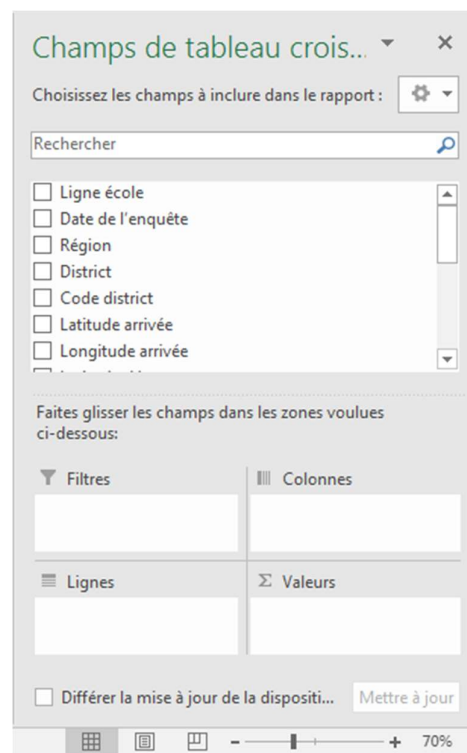 Champs de tableau crois...
Choisissez les champs à inclure dans le rapport :
Rechercher
Ligne école
Date de l'enquête
Région
District
Code district
Latitude arrivée
Longitude arrivée
Faites glisser les champs dans les zones voulues
ci-dessous:
Filtres
Colonnes
Lignes
Σ Valeurs
Différer la mise à jour de la dispositi...
Mettre à jour
70%